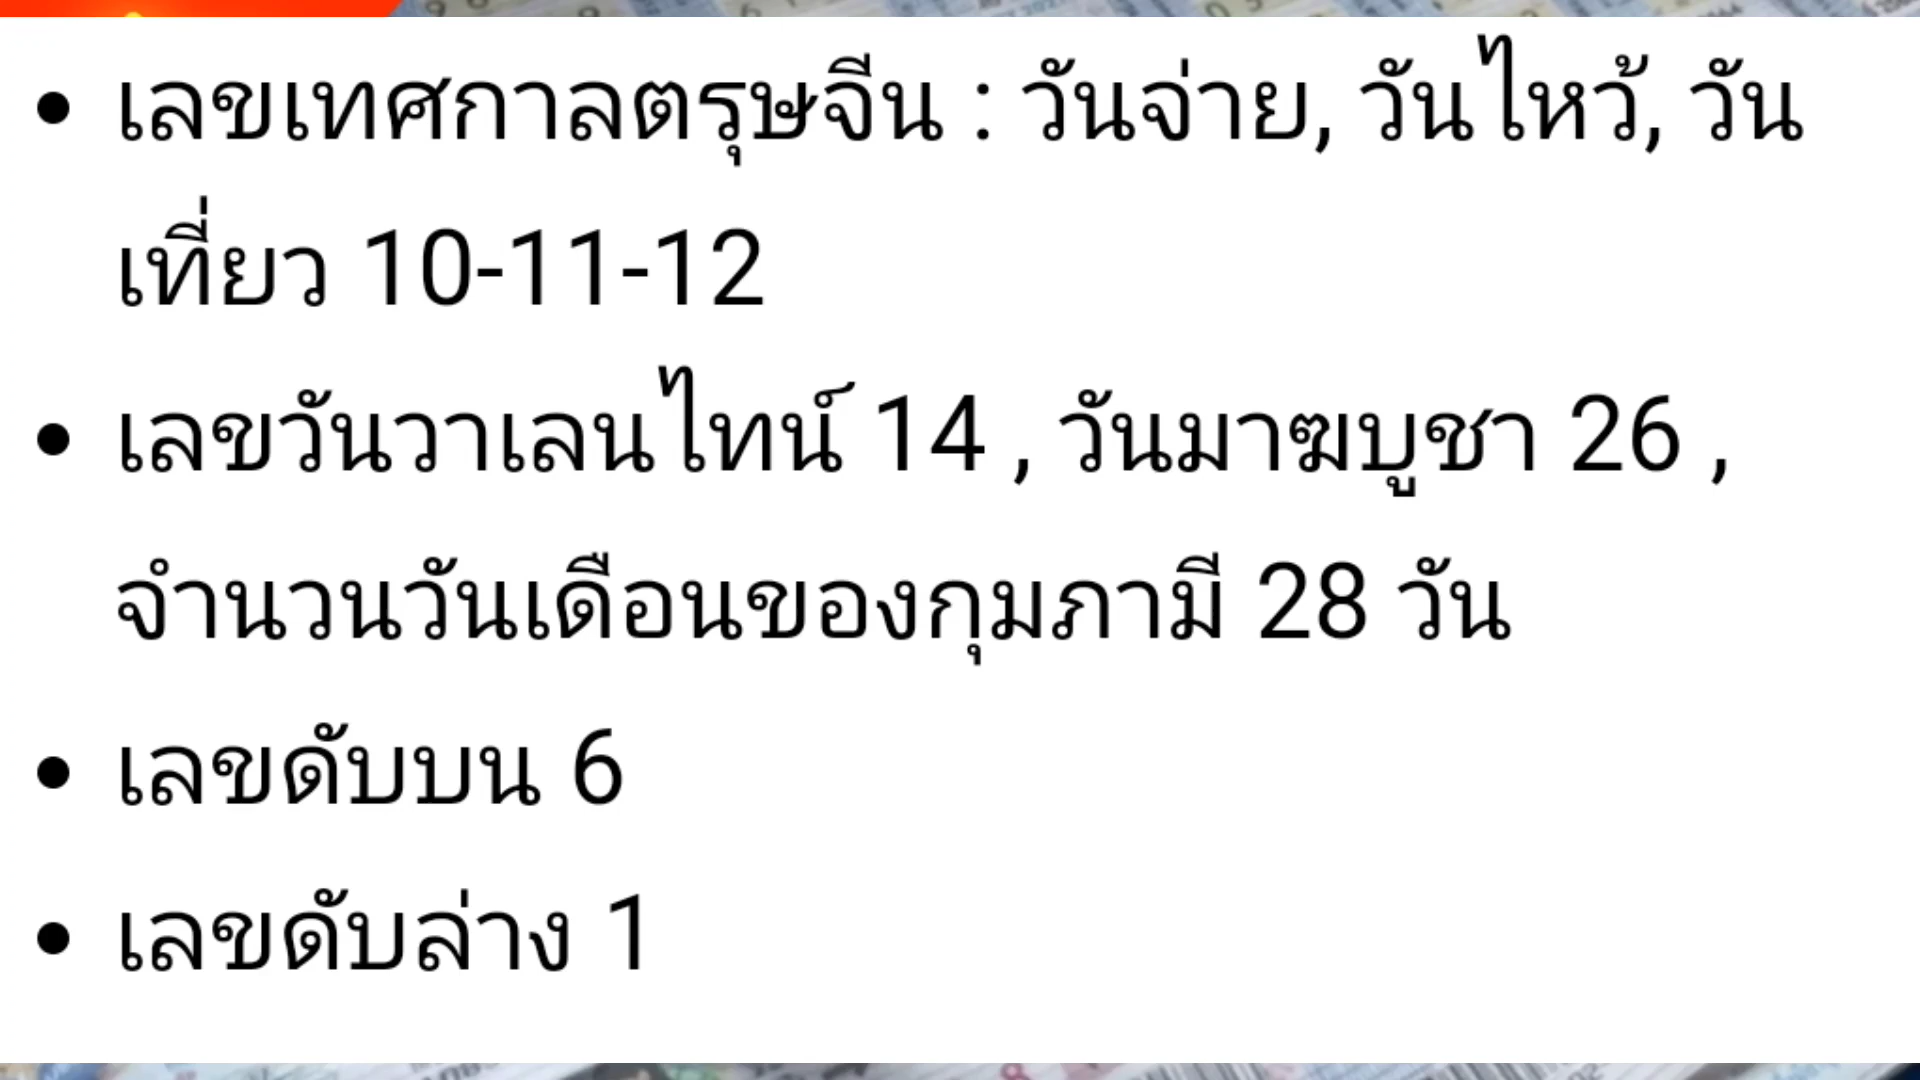 • เลขเทศกาลตรุษจีน : วันจ่าย, วันไหว้, วัน
เที่ยว 10-11-12
• เลขวันวาเลนไทน์ 14 , วันมาฆบูชา 26 ,
จำนวนวันเดือนของกุมภามี 28 วัน
• เลขดับบน 6
• เลขดับล่าง 1